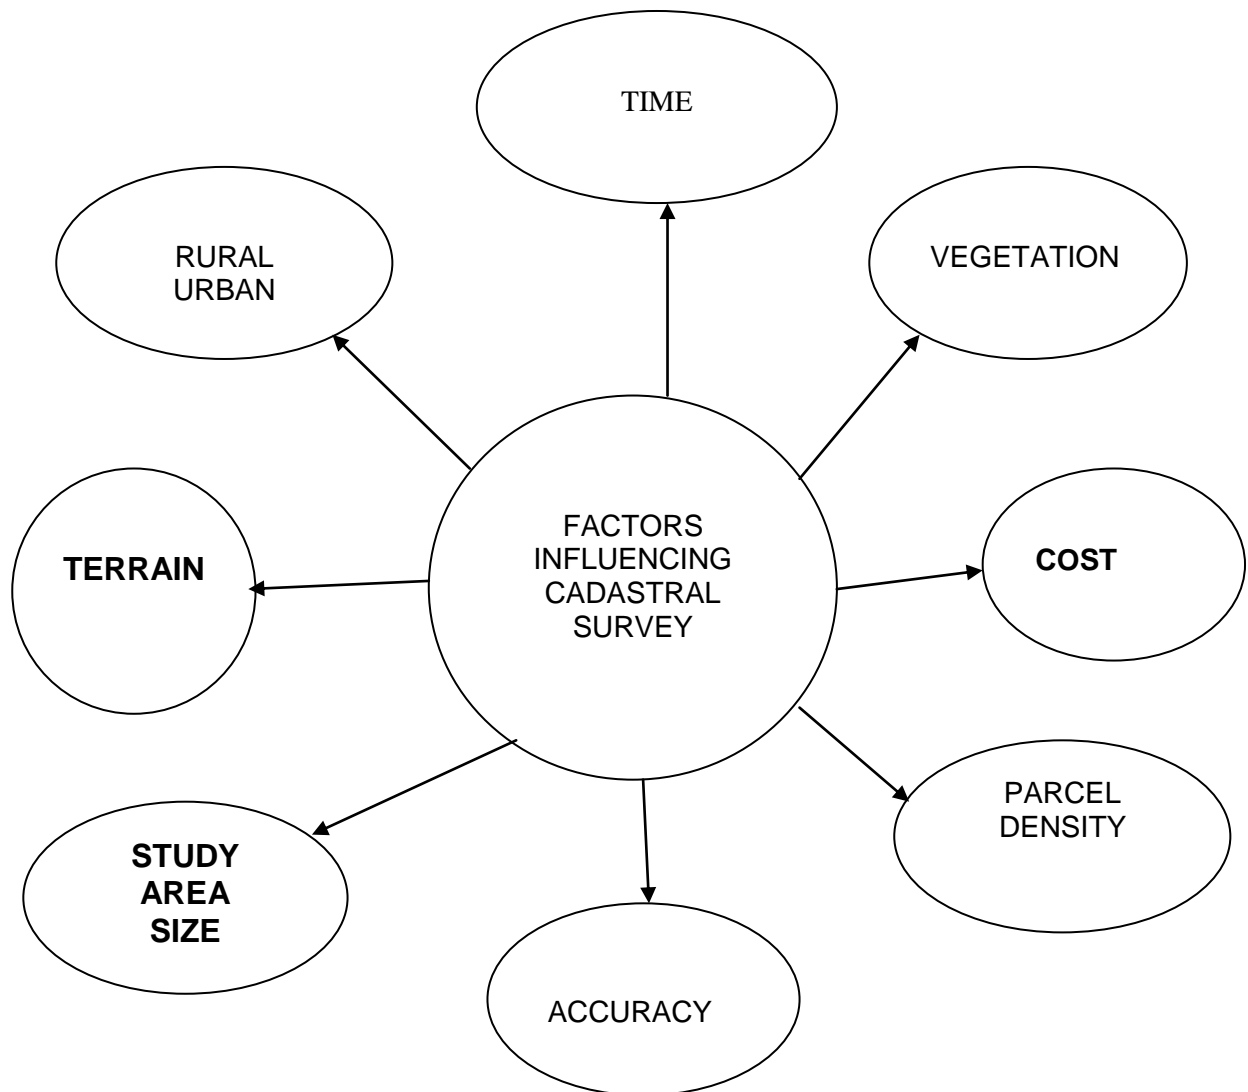 TIME
RURAL
URBAN
VEGETATION
TERRAIN
FACTORS
INFLUENCING
CADASTRAL
SURVEY
COST
STUDY
AREA
SIZE
PARCEL
DENSITY
ACCURACY